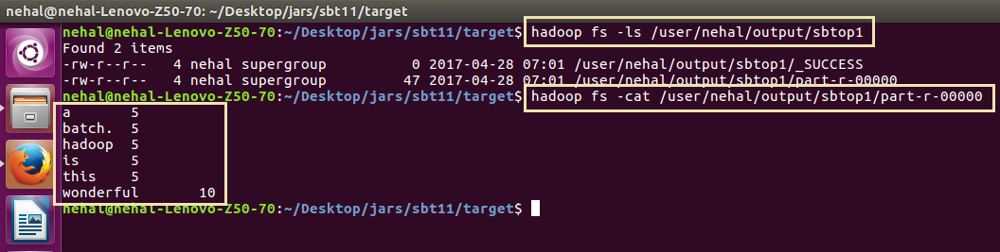 nehal@nehal-Lenovo-Z50-70: ~/Desktop/jars/sbt11/target
nehal@nehal-Lenovo-Z50-70:~/Desktop/jars/sbt11/target$ hadoop fs -ls /user/nehal/output/sbtop1
Found 2 items
-rw-r--r--   4 nehal supergroup          0 2017-04-28 07:01 /user/nehal/output/sbtop1/_SUCCESS
-rw-r--r--   4 nehal supergroup         47 2017-04-28 07:01 /user/nehal/output/sbtop1/part-r-00000
nehal@nehal-Lenovo-Z50-70:~/Desktop/jars/sbt11/target$ hadoop fs -cat /user/nehal/output/sbtop1/part-r-00000
a       5
batch.  5
hadoop  5
is      5
this    5
wonderful       10
nehal@nehal-Lenovo-Z50-70:~/Desktop/jars/sbt11/target$